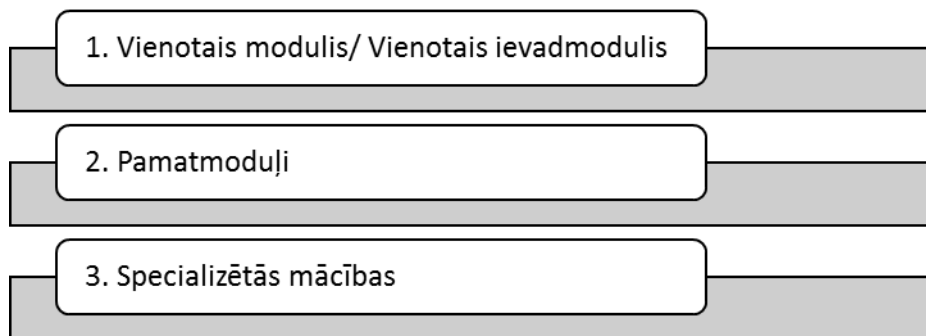 1. Vienotais modulis/ Vienotais ievadmodulis
2. Pamatmoduļi
3. Specializētās mācības